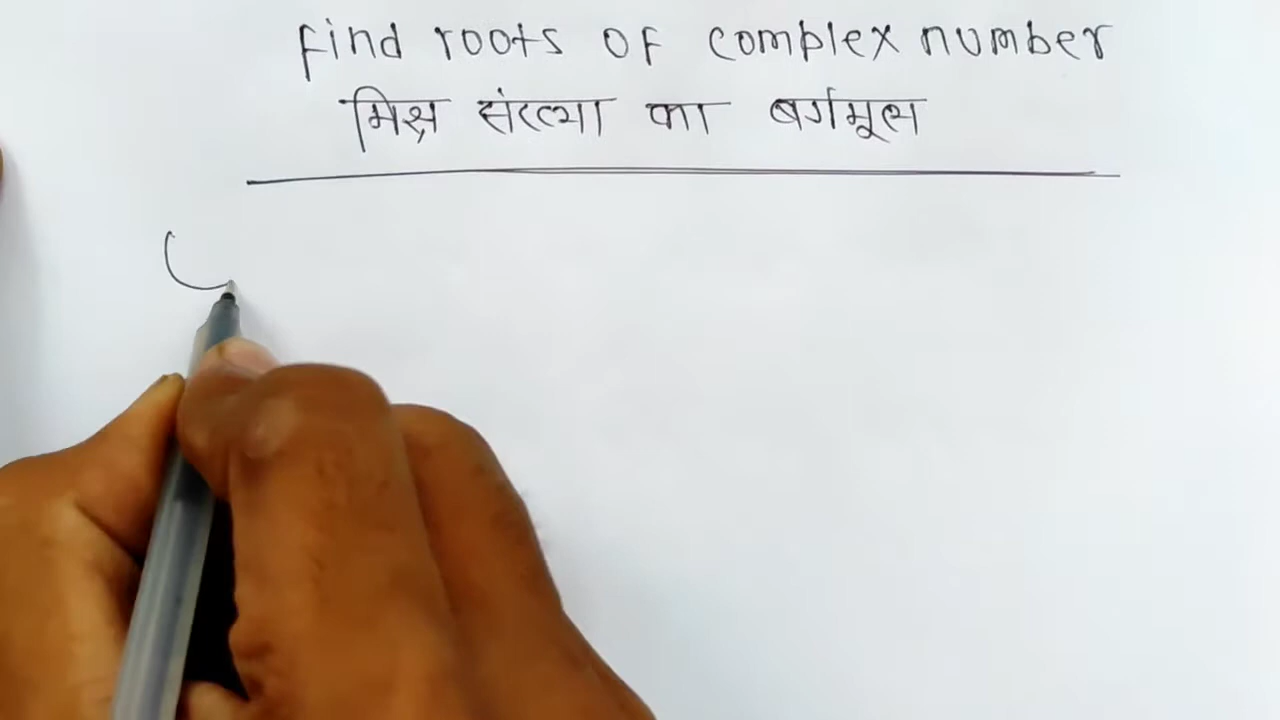 find roots of complex number
मिश्र संख्या का बर्गमूल